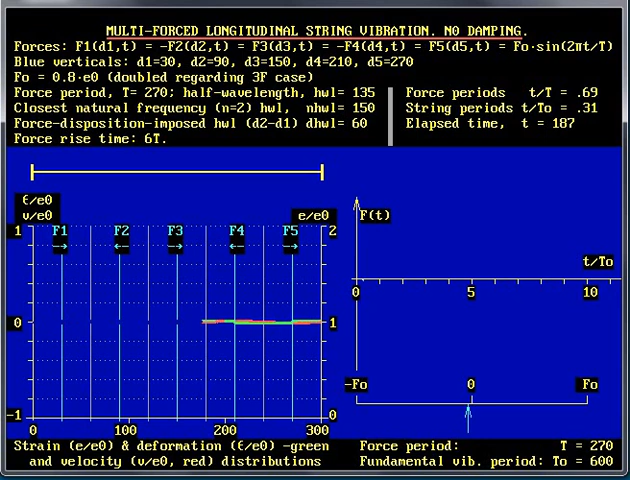 MULTI-FORCED LONGITUDINAL STRING VIBRATION. NO DAMPING.
Forces: F1(d1,t) = -F2(d2,t) = F3(d3,t) = -F4(d4,t) = F5(d5,t) = Fo·sin(2πt/T)
Blue verticals: d1=30, d2=90, d3=150, d4=210, d5=270
Fo = 0.8·e0 (doubled regarding 3F case)
Force period, T= 270; half-wavelength, hwl= 135
Closest natural frequency (n=2) hwl, nhwl= 150
Force-disposition-imposed hwl (d2-d1) dhwl= 60
Force rise time: 6T.
Force periods t/T = .69
String periods t/To = .31
Elapsed time, t = 187
ξ/e0
v/e0
e/e0
1 F1 F2 F3 F4 F5 2
→ ← → ← →
0 1
-1 0
0 100 200 300
F(t)
t/To
0 5 10
-Fo 0 Fo
Strain (e/e0) & deformation (ξ/e0) -green
and velocity (v/e0, red) distributions
Force period: T = 270
Fundamental vib. period: To = 600